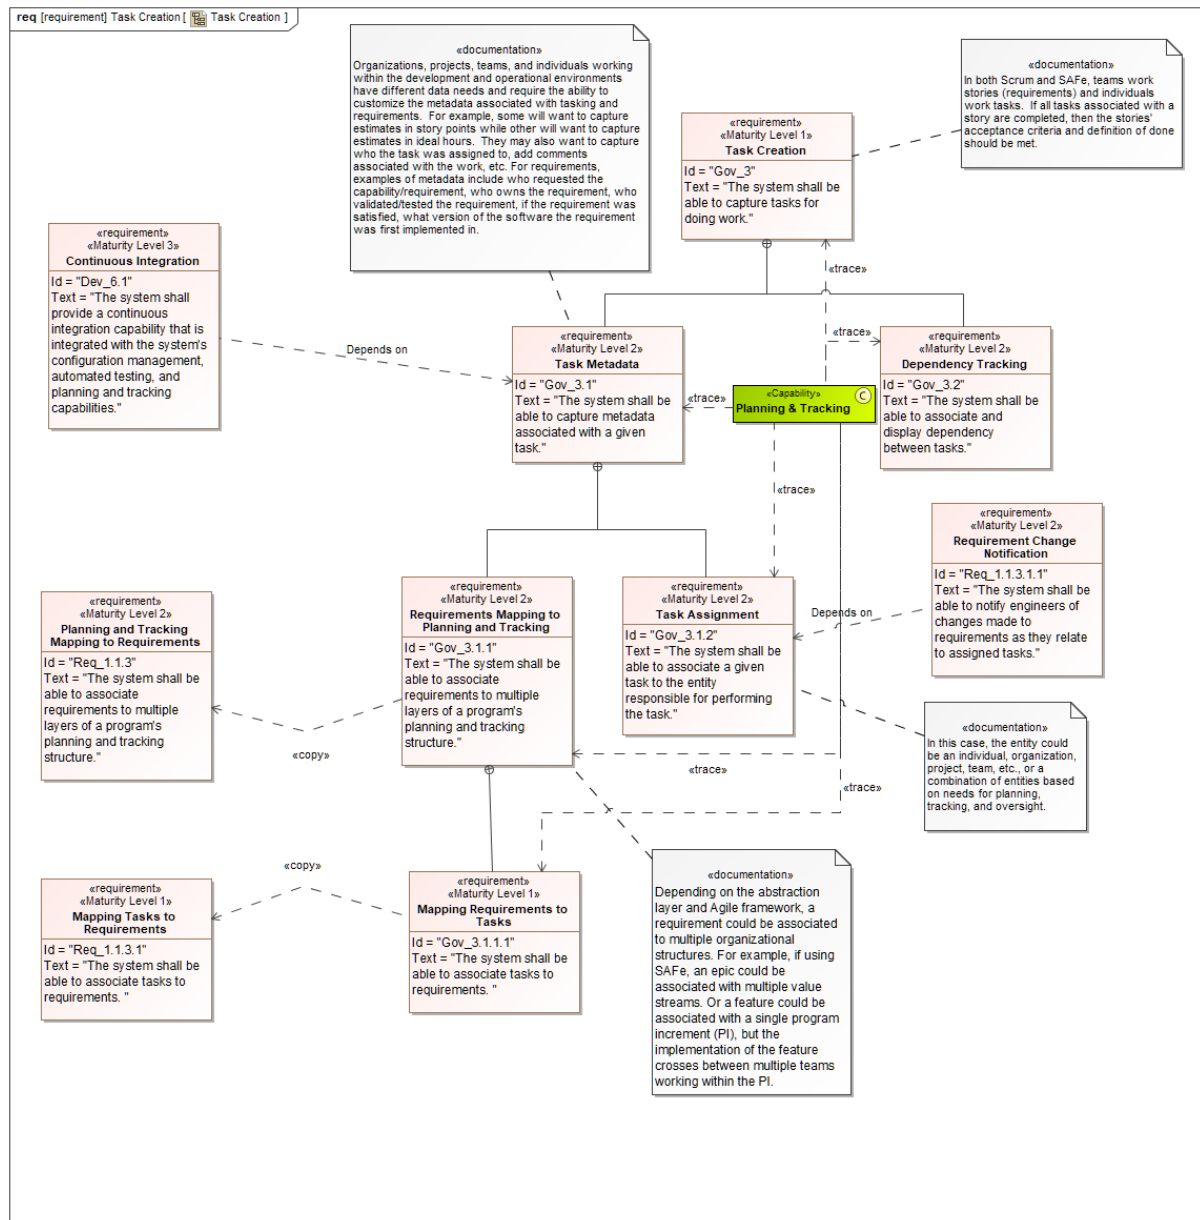 req [requirement] Task Creation [ Task Creation ]
«documentation»
Organizations, projects, teams, and individuals working
within the development and operational environments
have different data needs and require the ability to
customize the metadata associated with tasking and
requirements. For example, some will want to capture
estimates in story points while other will want to capture
estimates in ideal hours. They may also want to capture
who the task was assigned to, add comments
associated with the work, etc. For requirements,
examples of metadata include who requested the
capability/requirement, who owns the requirement, who
validated/tested the requirement, if the requirement was
satisfied, what version of the software the requirement
was first implemented in.
«documentation»
In both Scrum and SAFe, teams work
stories (requirements) and individuals
work tasks. If all tasks associated with a
story are completed, then the stories'
acceptance criteria and definition of done
should be met.
«requirement»
«Maturity Level 1»
Task Creation
Id = "Gov_3"
Text = "The system shall be
able to capture tasks for
doing work."
«requirement»
«Maturity Level 3»
Continuous Integration
Id = "Dev_6.1"
Text = "The system shall
provide a continuous
integration capability that is
integrated with the system's
configuration management,
automated testing, and
planning and tracking
capabilities."
Depends on
«trace»
«trace»
«requirement»
«Maturity Level 2»
Task Metadata
Id = "Gov_3.1"
Text = "The system shall be
able to capture metadata
associated with a given
task."
«trace»
«Capability»
C
Planning & Tracking
«requirement»
«Maturity Level 2»
Dependency Tracking
Id = "Gov_3.2"
Text = "The system shall be
able to associate and
display dependency
between tasks."
«trace»
«requirement»
«Maturity Level 2»
Requirement Change
Notification
Id = "Req_1.1.3.1.1"
Text = "The system shall be
able to notify engineers of
changes made to
requirements as they relate
to assigned tasks."
«requirement»
«Maturity Level 2»
Planning and Tracking
Mapping to Requirements
Id = "Req_1.1.3"
Text = "The system shall be
able to associate
requirements to multiple
layers of a program's
planning and tracking
structure."
«copy»
«requirement»
«Maturity Level 2»
Requirements Mapping to
Planning and Tracking
Id = "Gov_3.1.1"
Text = "The system shall be
able to associate
requirements to multiple
layers of a program's
planning and tracking
structure."
«requirement»
«Maturity Level 2»
Task Assignment
Id = "Gov_3.1.2"
Text = "The system shall be
able to associate a given
task to the entity
responsible for performing
the task."
Depends on
«documentation»
In this case, the entity could
be an individual, organization,
project, team, etc., or a
combination of entities based
on needs for planning,
tracking, and oversight.
«trace»
«trace»
«copy»
«requirement»
«Maturity Level 1»
Mapping Tasks to
Requirements
Id = "Req_1.1.3.1"
Text = "The system shall be
able to associate tasks to
requirements. "
«requirement»
«Maturity Level 1»
Mapping Requirements to
Tasks
Id = "Gov_3.1.1.1"
Text = "The system shall be
able to associate tasks to
requirements. "
«documentation»
Depending on the abstraction
layer and Agile framework, a
requirement could be associated
to multiple organizational
structures. For example, if using
SAFe, an epic could be
associated with multiple value
streams. Or a feature could be
associated with a single program
increment (PI), but the
implementation of the feature
crosses between multiple teams
working within the PI.